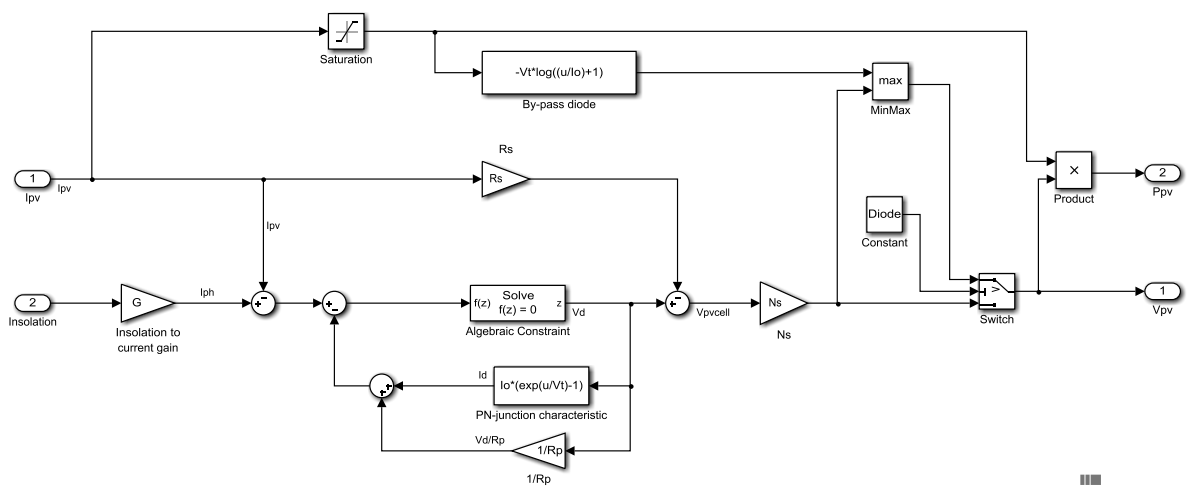 Saturation
-Vt*log((u/Io)+1)
By-pass diode
max
MinMax
Rs
1
Ipv
Ipv
Rs
×
Product
2
Ppv
Ipv
Diode
Constant
2
Insolation
G
Insolation to
current gain
Iph
f(z)
Solve
f(z) = 0
z
Algebraic Constraint
Vd
Vpvcell
Ns
Ns
>
Switch
1
Vpv
Id
Io*(exp(u/Vt)-1)
PN-junction characteristic
Vd/Rp
1/Rp
1/Rp